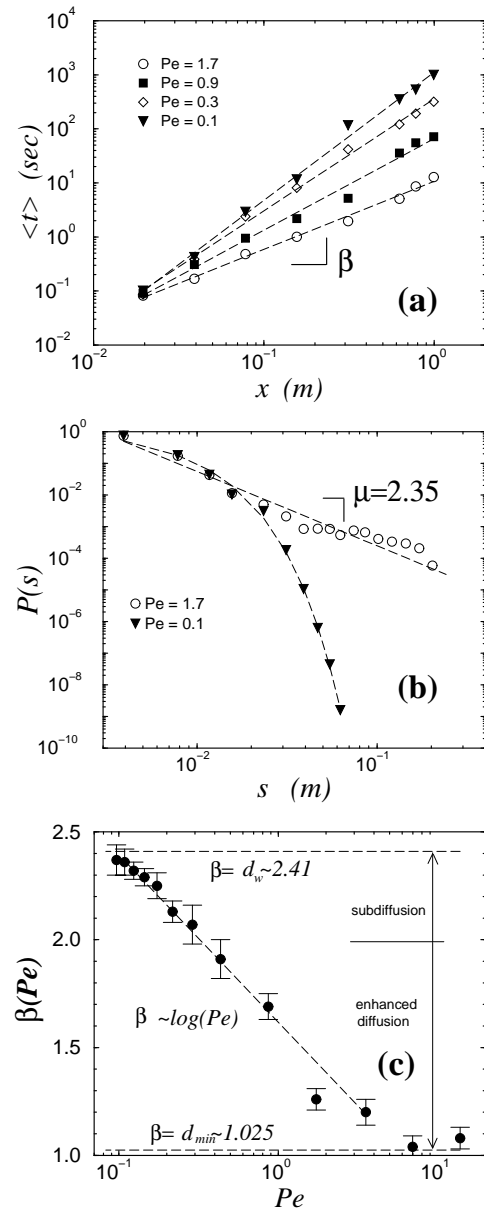 Pe = 1.7
Pe = 0.9
Pe = 0.3
Pe = 0.1
10^4
10^3
10^2
10^1
10^0
10^-1
10^-2
<t> (sec)
β
(a)
10^-2
10^-1
10^0
x (m)
10^0
10^-2
10^-4
10^-6
10^-8
10^-10
P(s)
μ=2.35
Pe = 1.7
Pe = 0.1
(b)
10^-2
10^-1
s (m)
2.5
2.0
1.6
1.4
1.0
β(Pe)
β= d_w~2.41
subdiffusion
β ~log(Pe)
enhanced
diffusion
(c)
β= d_min~1.025
10^-1
10^0
10^1
Pe